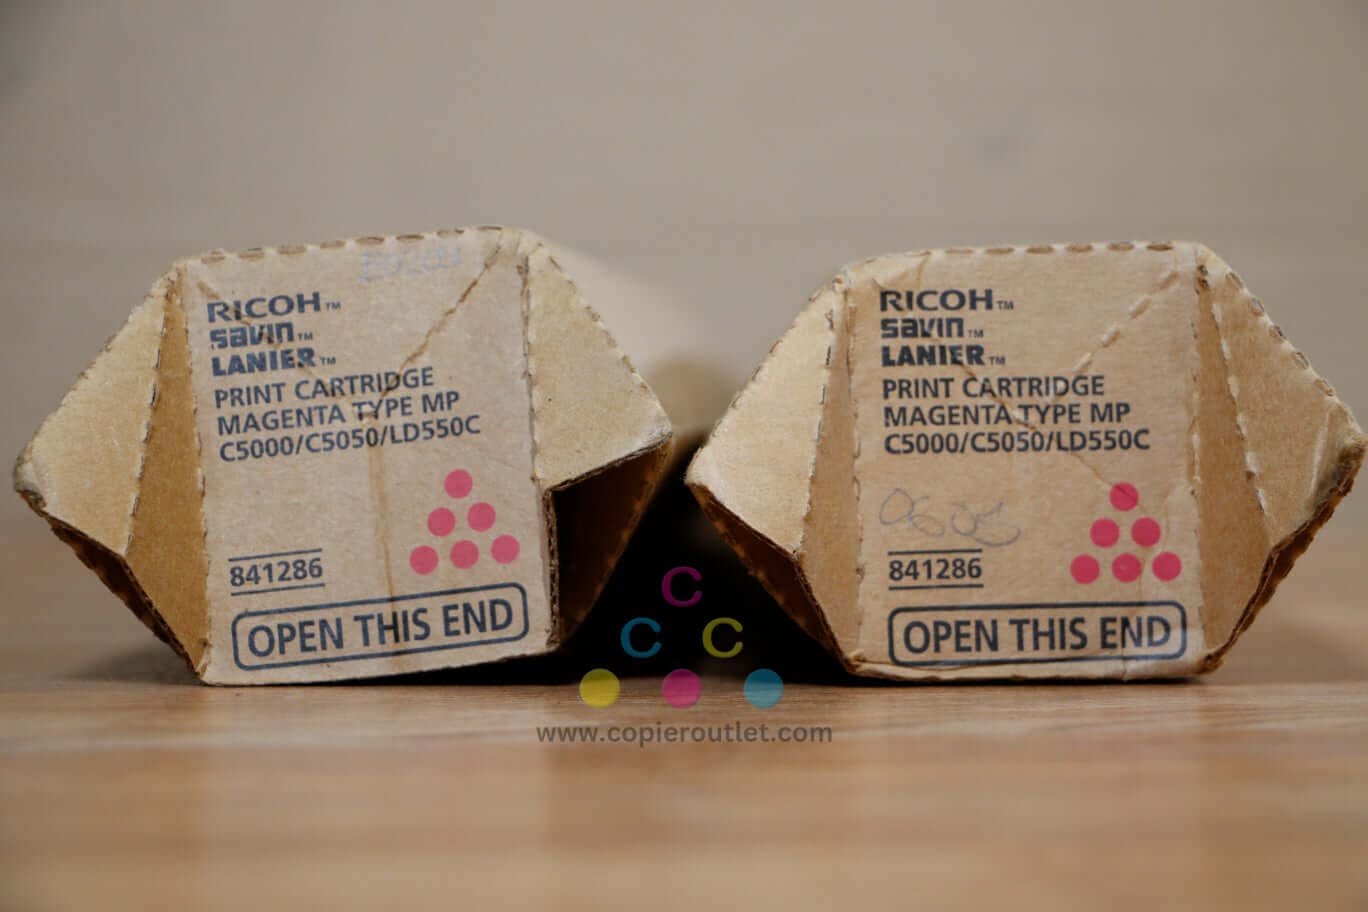 RICOH™
savin™
LANIER™
PRINT CARTRIDGE
MAGENTA TYPE MP
C5000/C5050/LD550C
841286
OPEN THIS END
RICOH™
savin™
LANIER™
PRINT CARTRIDGE
MAGENTA TYPE MP
C5000/C5050/LD550C
841286
OPEN THIS END
C
C C
www.copieroutlet.com